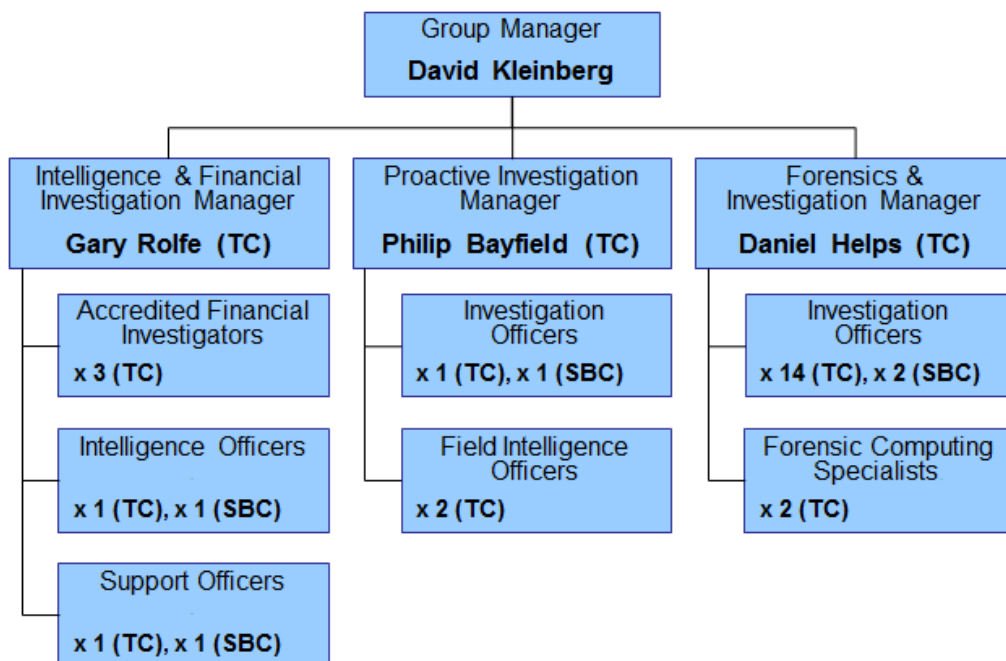 Group Manager
David Kleinberg
Intelligence & Financial
Investigation Manager
Gary Rolfe (TC)
Proactive Investigation
Manager
Philip Bayfield (TC)
Forensics &
Investigation Manager
Daniel Helps (TC)
Accredited Financial
Investigators
x 3 (TC)
Investigation
Officers
x 1 (TC), x 1 (SBC)
Investigation
Officers
x 14 (TC), x 2 (SBC)
Intelligence Officers
x 1 (TC), x 1 (SBC)
Field Intelligence
Officers
x 2 (TC)
Forensic Computing
Specialists
x 2 (TC)
Support Officers
x 1 (TC), x 1 (SBC)